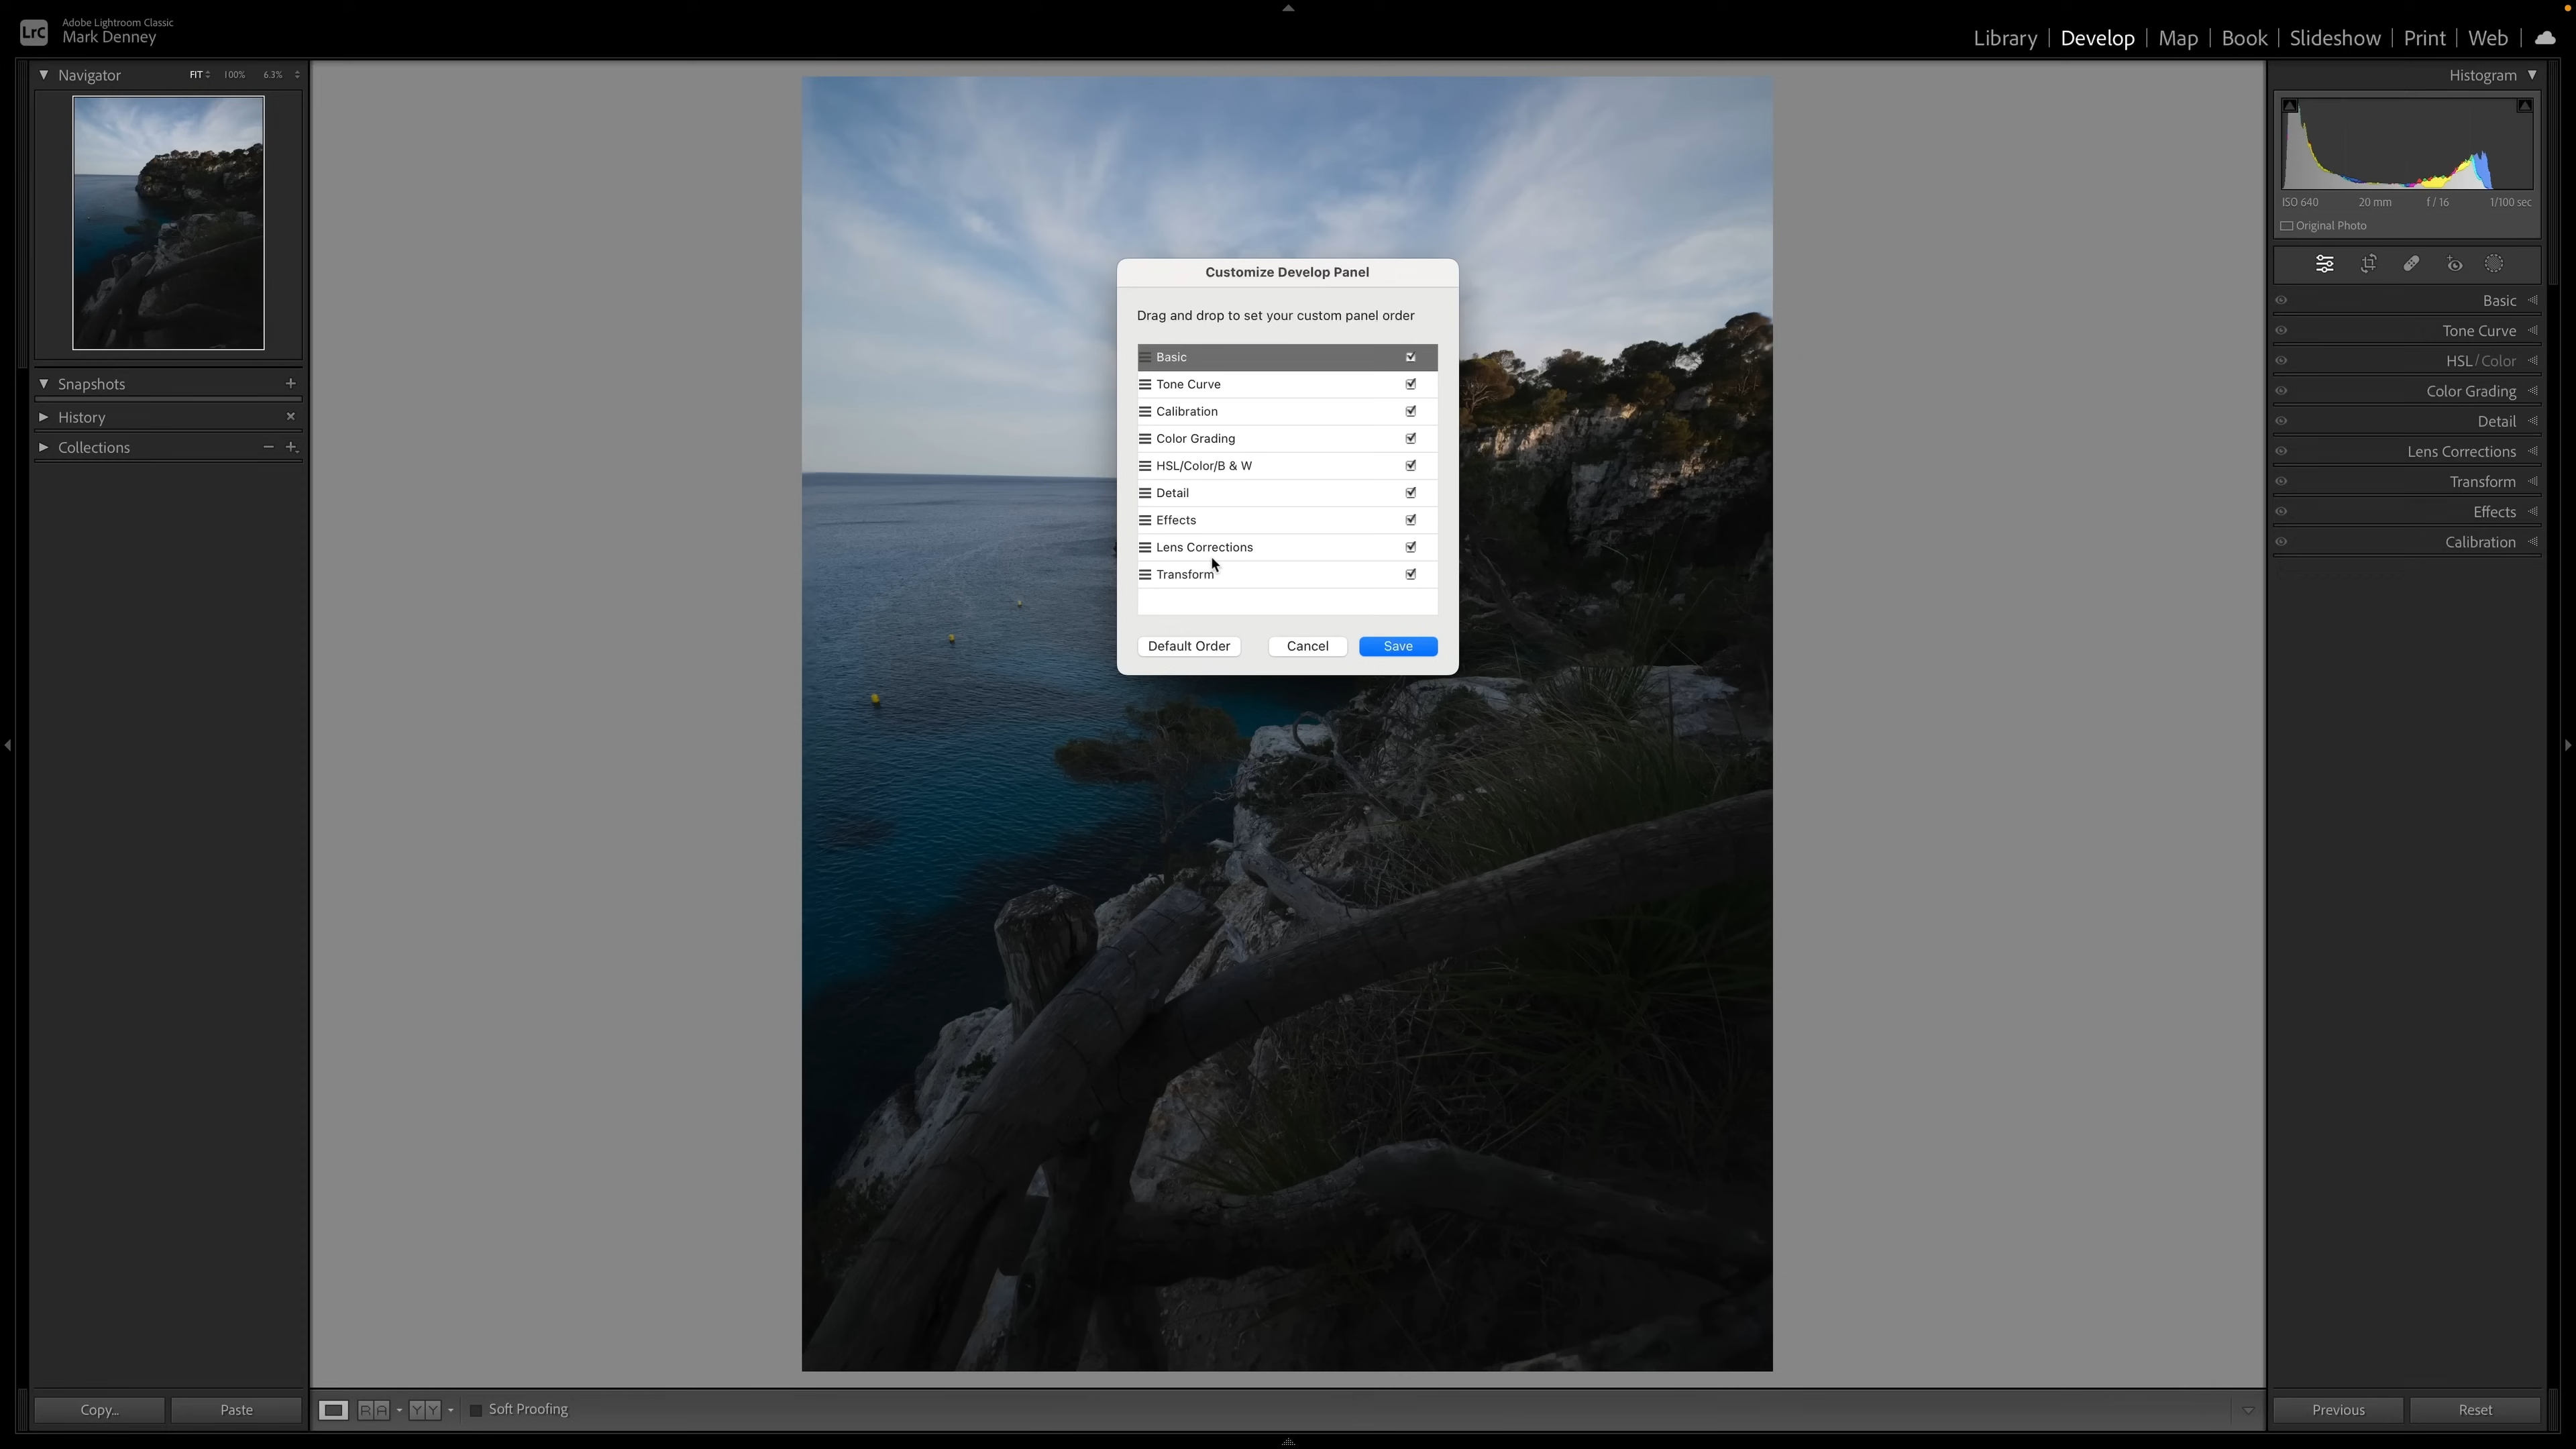 LrC
Adobe Lightroom Classic
Mark Denney
Library
Develop
Map
Book
Slideshow
Print
Web
Navigator
FIT
100%
6.3%
Snapshots
History
Collections
Copy...
Paste
Customize Develop Panel
Drag and drop to set your custom panel order
Basic
Tone Curve
Calibration
Color Grading
HSL/Color/B & W
Detail
Effects
Lens Corrections
Transform
Default Order
Cancel
Save
R A
Y Y
Soft Proofing
Histogram
ISO 640
20 mm
f / 16
1/100 sec
Original Photo
Basic
Tone Curve
HSL / Color
Color Grading
Detail
Lens Corrections
Transform
Effects
Calibration
Previous
Reset